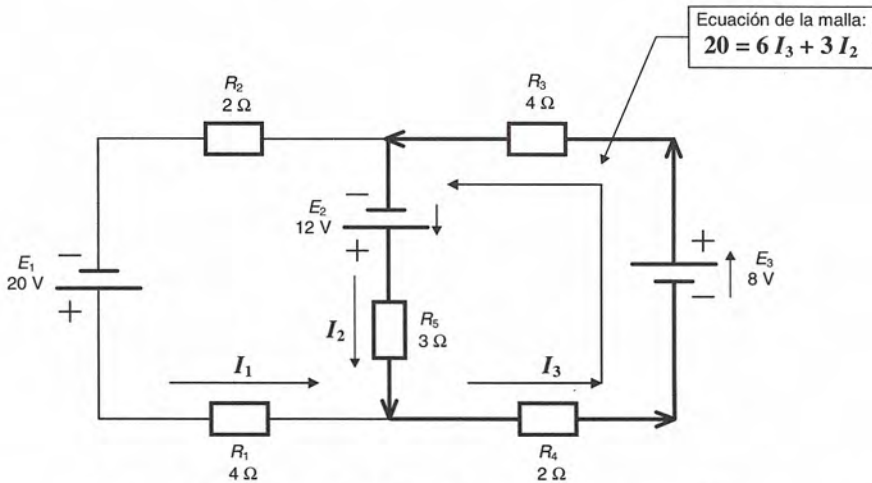 Ecuación de la malla:
20 = 6 I₃ + 3 I₂
R₂
2 Ω
R₃
4 Ω
−
E₂
12 V
+
−
E₁
20 V
+
+
E₃
8 V
−
I₂
R₅
3 Ω
I₁
I₃
R₁
4 Ω
R₄
2 Ω